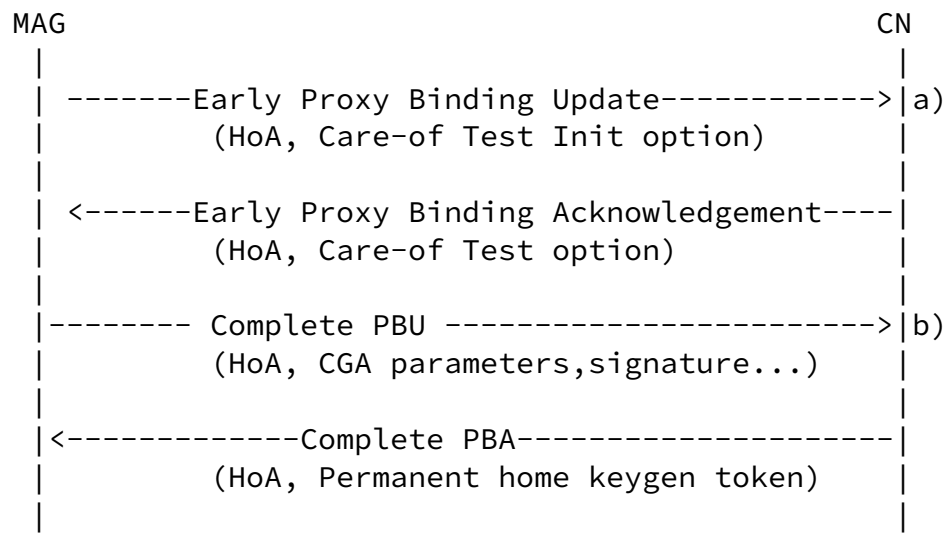 MAG CN
-------Early Proxy Binding Update------------>|a)
(HoA, Care-of Test Init option)
<------Early Proxy Binding Acknowledgement----|
(HoA, Care-of Test option)
|-------- Complete PBU ------------------------>|b)
(HoA, CGA parameters,signature...)
|<-------------Complete PBA---------------------|
(HoA, Permanent home keygen token)